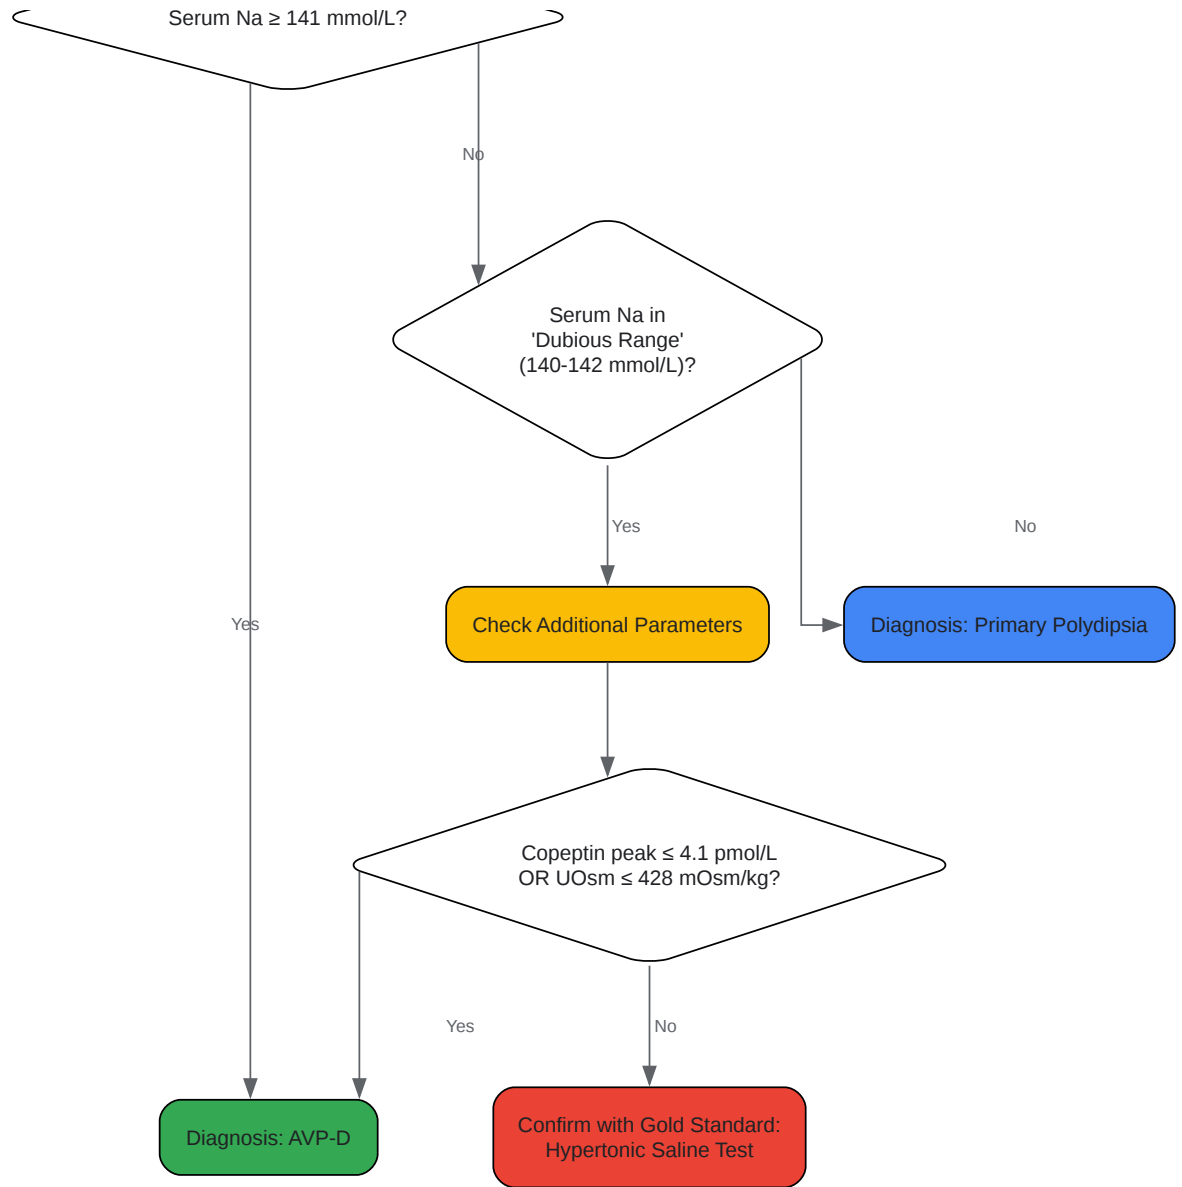 Serum Na ≥ 141 mmol/L?
No
Serum Na in
'Dubious Range'
(140-142 mmol/L)?
Yes
No
Yes
Check Additional Parameters
Diagnosis: Primary Polydipsia
Copeptin peak ≤ 4.1 pmol/L
OR UOsm ≤ 428 mOsm/kg?
Yes
No
Diagnosis: AVP-D
Confirm with Gold Standard:
Hypertonic Saline Test